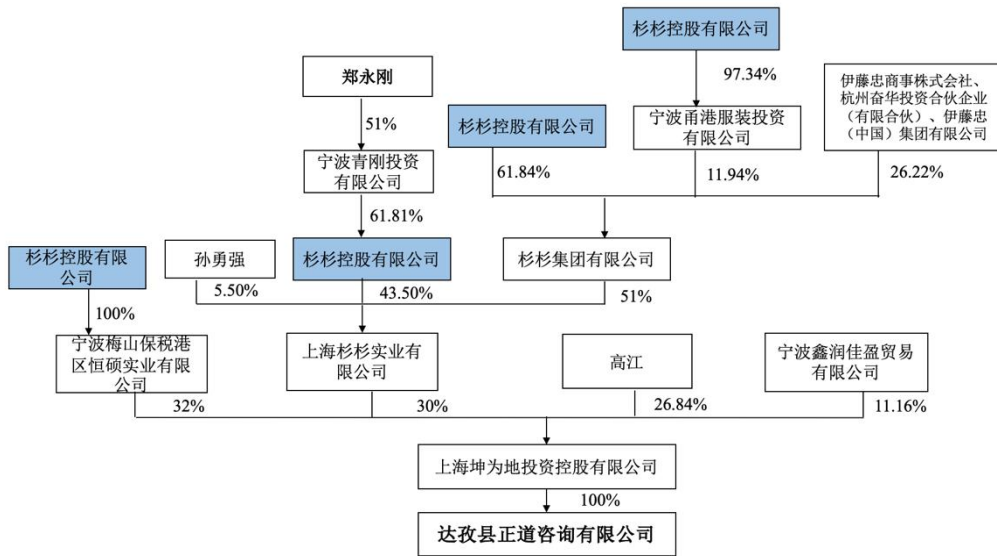 杉杉控股有限公司
97.34%
郑永刚
51%
杉杉控股有限公司
宁波甬港服装投资
有限公司
伊藤忠商事株式会社、
杭州奋华投资合伙企业
（有限合伙）、伊藤忠
（中国）集团有限公司
宁波青刚投资
有限公司
61.84%
11.94%
26.22%
61.81%
杉杉控股有限
公司
孙勇强
杉杉控股有限公司
杉杉集团有限公司
5.50%
43.50%
51%
100%
宁波梅山保税港
区恒硕实业有限
公司
上海杉杉实业有
限公司
高江
宁波鑫润佳盈贸易
有限公司
32%
30%
26.84%
11.16%
上海坤为地投资控股有限公司
100%
达孜县正道咨询有限公司